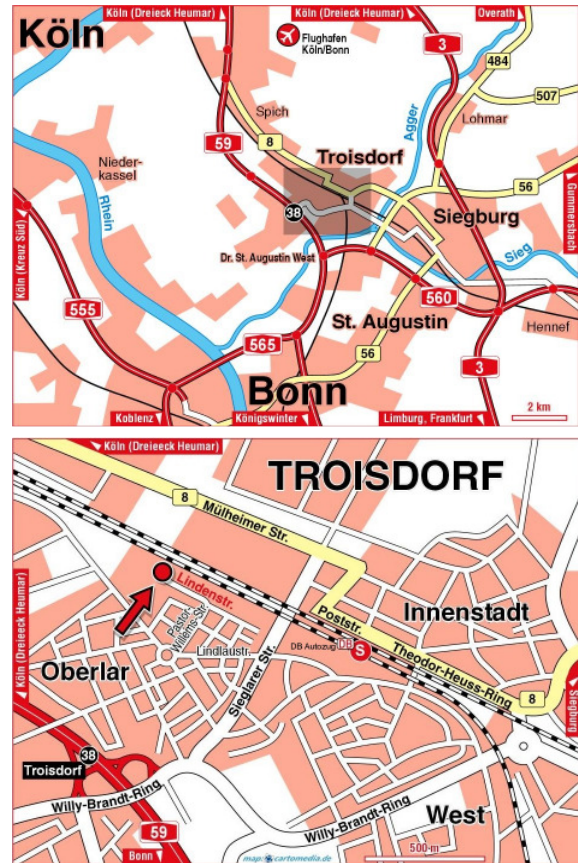 Köln (Dreieck Heumar)
Köln (Dreieck Heumar)
Overath
Köln
Flughafen
Köln/Bonn
3
484
507
Spich
Agger
Lohmar
59
8
Troisdorf
Nieder-
kassel
Rhein
56
38
Siegburg
Gummersbach
Köln (Kreuz Süd)
Dr. St. Augustin West
Sieg
555
560
St. Augustin
Hennef
565
56
3
Bonn
Koblenz
Königswinter
Limburg, Frankfurt
2 km
Köln (Dreieeck Heumar)
TROISDORF
8
Mülheimer Str.
Köln (Dreieeck Heumar)
Lindenstr.
Innenstadt
Pastor-
Willems-Str.
Poststr.
Lindlaustr.
DB Autozug
DB
S
Theodor-Heuss-Ring
Oberlar
Sieglarer Str.
8
Siegburg
38
Troisdorf
Willy-Brandt-Ring
Willy-Brandt-Ring
West
59
Bonn
500 m
map: cartomedia.de